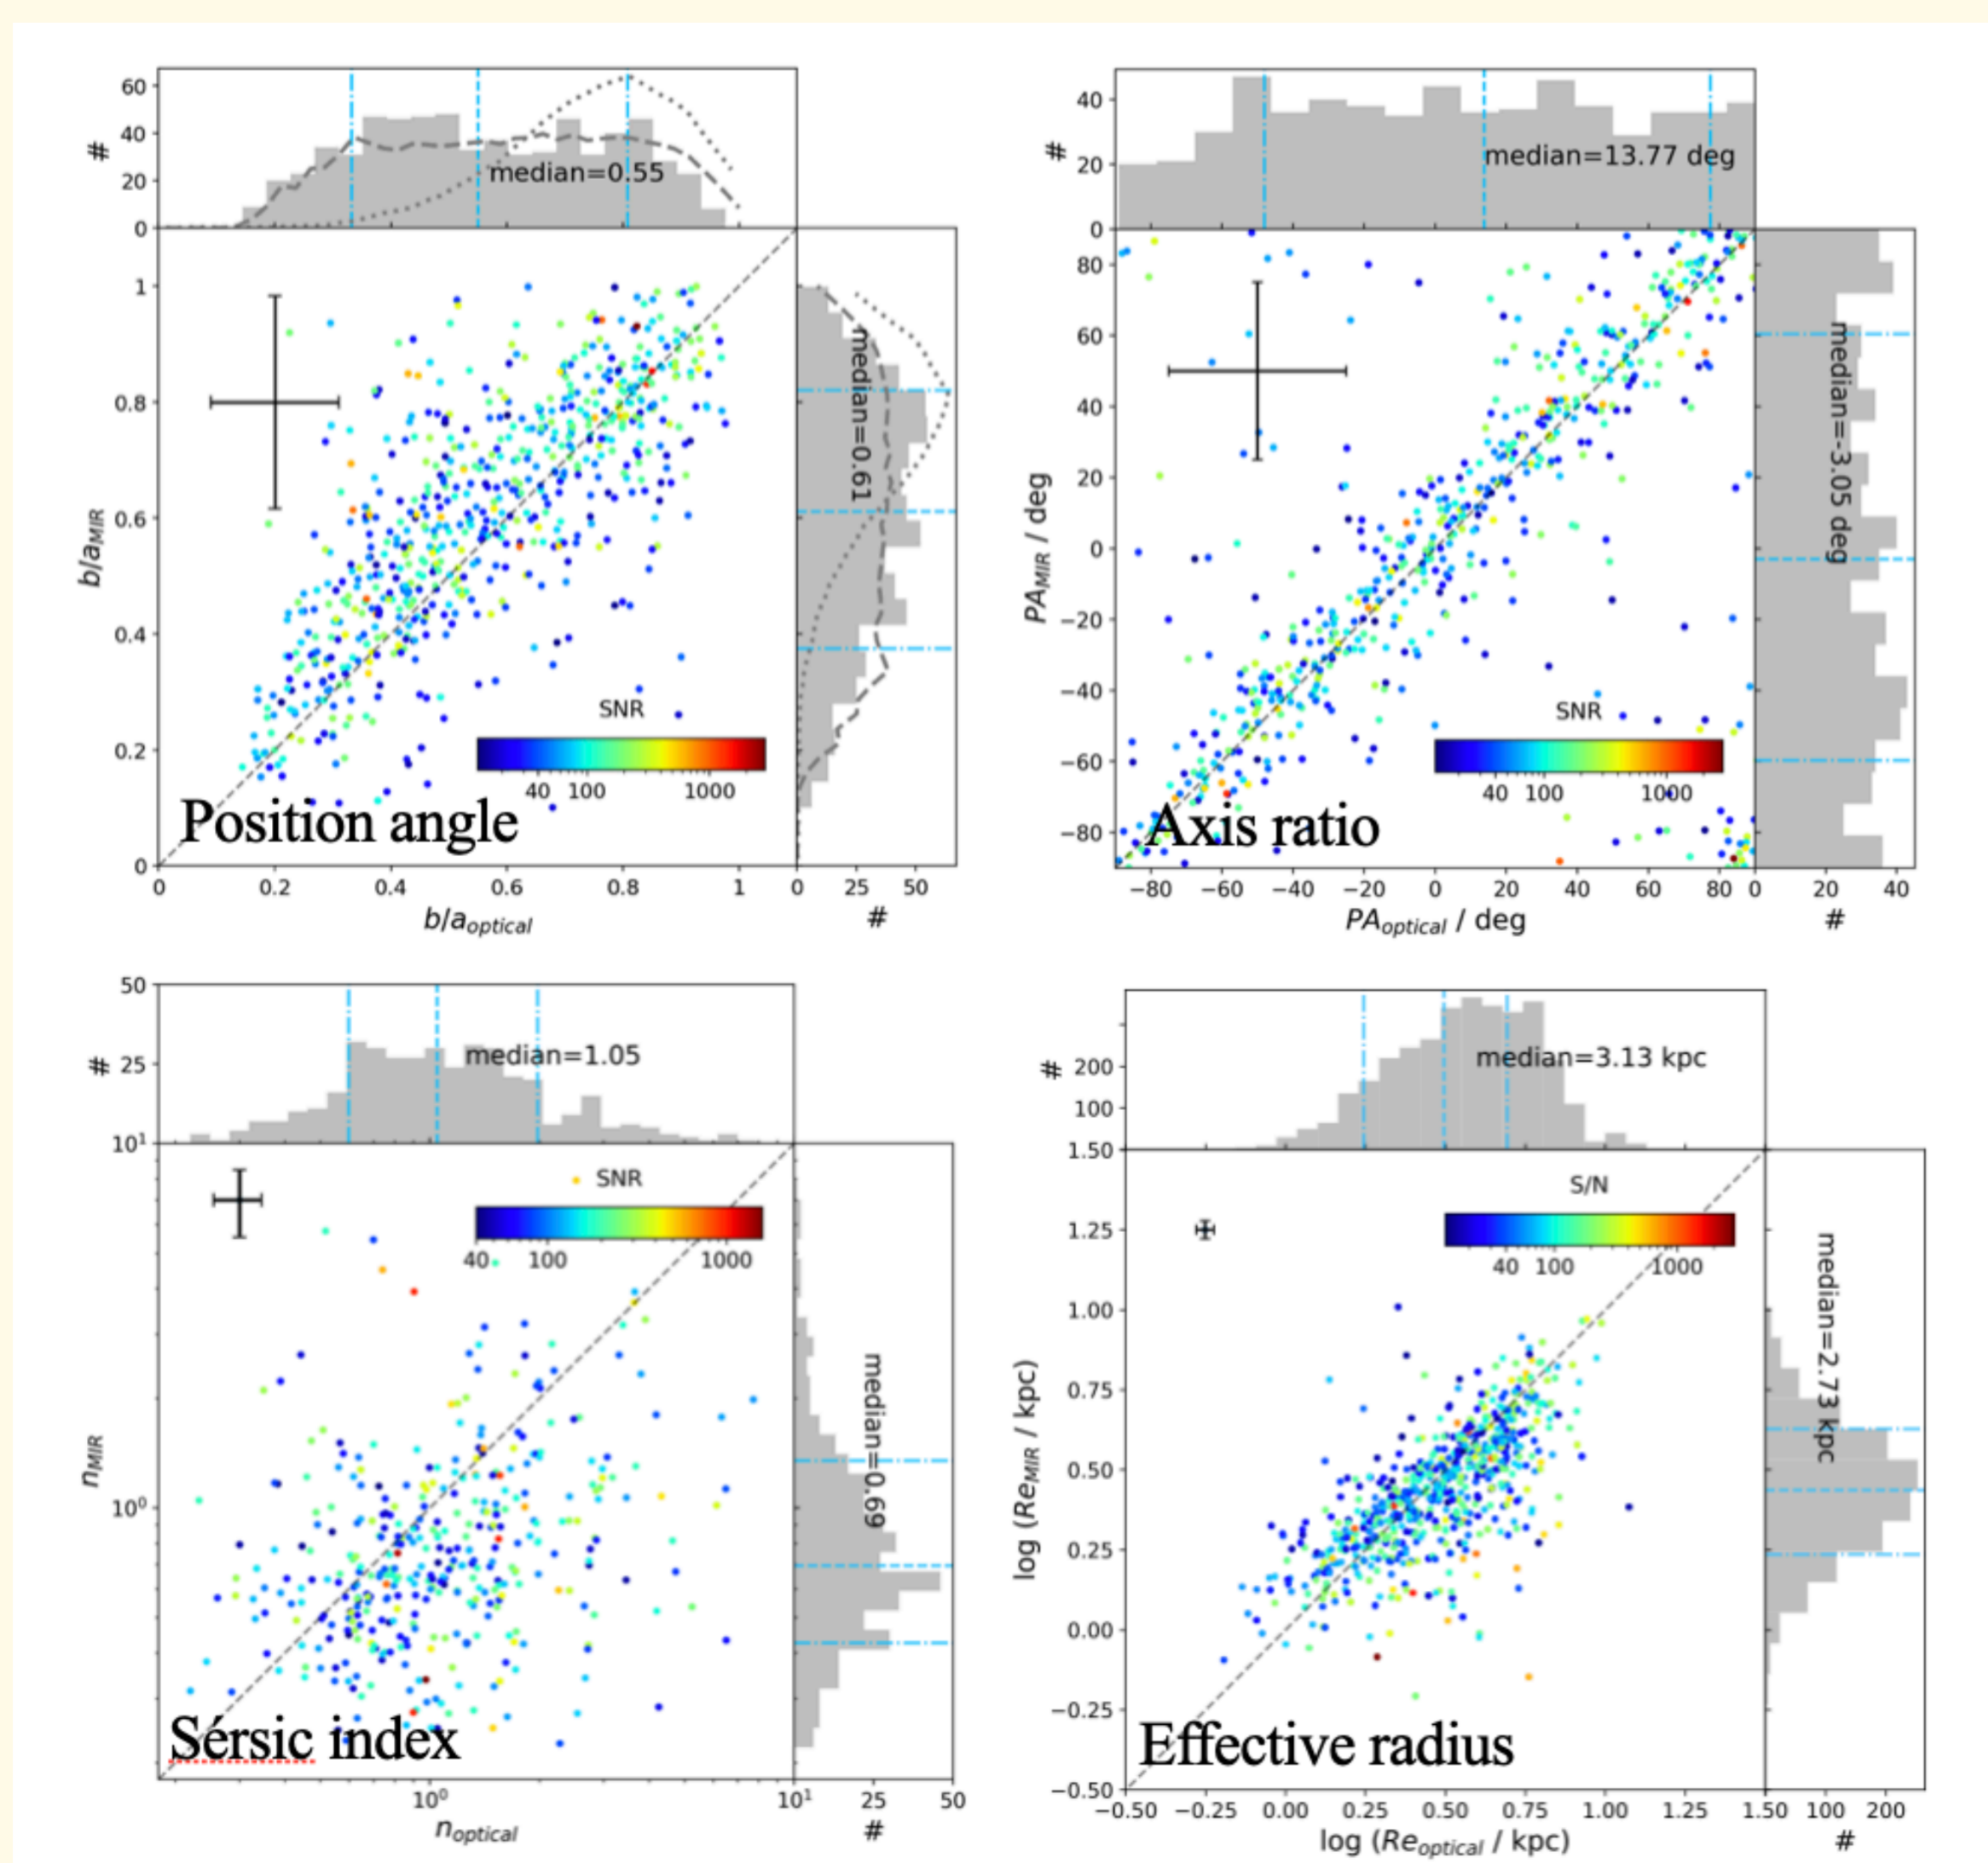 60
40
20
0
#
median=0.55
1
0.8
0.6
0.4
0.2
0
b/a_MIR
median=0.61
SNR
40 100 1000
Position angle
0 0.2 0.4 0.6 0.8 1 0 25 50
b/a_optical
#
40
20
0
#
median=13.77 deg
80
60
40
20
0
−20
−40
−60
−80
PA_MIR / deg
median=-3.05 deg
SNR
40 100 1000
Axis ratio
−80 −60 −40 −20 0 20 40 60 80 0 20 40
PA_optical / deg
#
50
25
#
median=1.05
10¹
10⁰
n_MIR
SNR
40 100 1000
median=0.69
Sérsic index
10⁰ 10¹ 25 50
n_optical
#
200
100
#
median=3.13 kpc
1.50
1.25
1.00
0.75
0.50
0.25
0.00
−0.25
−0.50
log (Re_MIR / kpc)
S/N
40 100 1000
median=2.73 kpc
Effective radius
−0.50 −0.25 0.00 0.25 0.50 0.75 1.00 1.25 1.50 100 200
log (Re_optical / kpc)
#